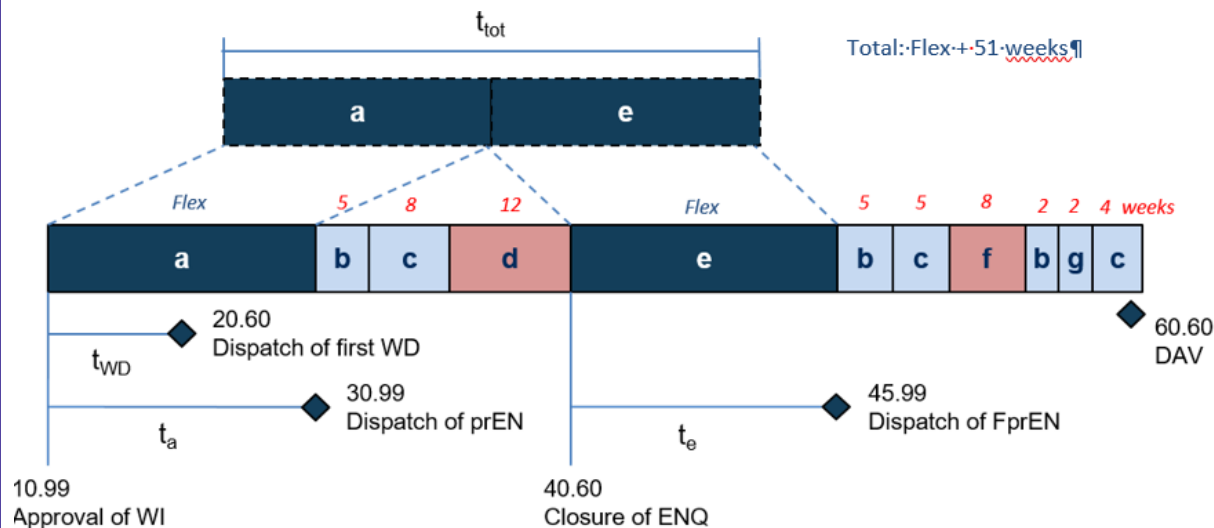 t_tot
Total:·Flex·+·51·weeks¶
a e
Flex 5 8 12 Flex 5 5 8 2 2 4 weeks
a b c d e b c f b g c
20.60
Dispatch of first WD
t_WD
60.60
DAV
30.99
Dispatch of prEN
t_a
45.99
Dispatch of FprEN
t_e
10.99
Approval of WI
40.60
Closure of ENQ